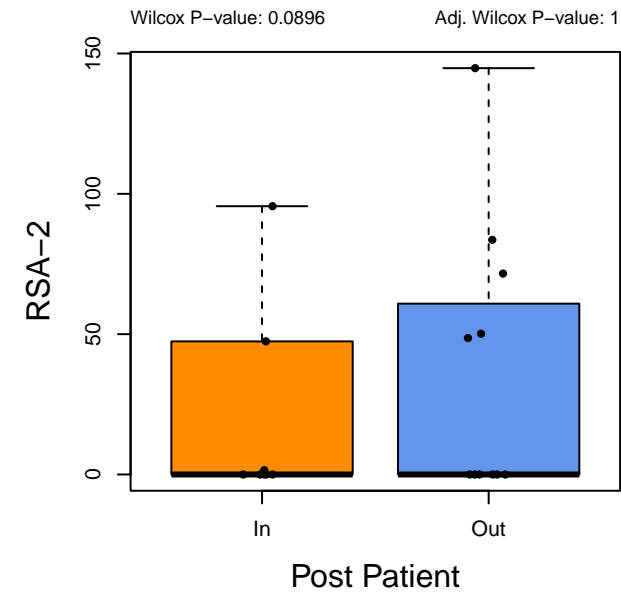 Wilcox P−value: 0.0896
Adj. Wilcox P−value: 1
150
100
50
0
RSA−2
In
Out
Post Patient